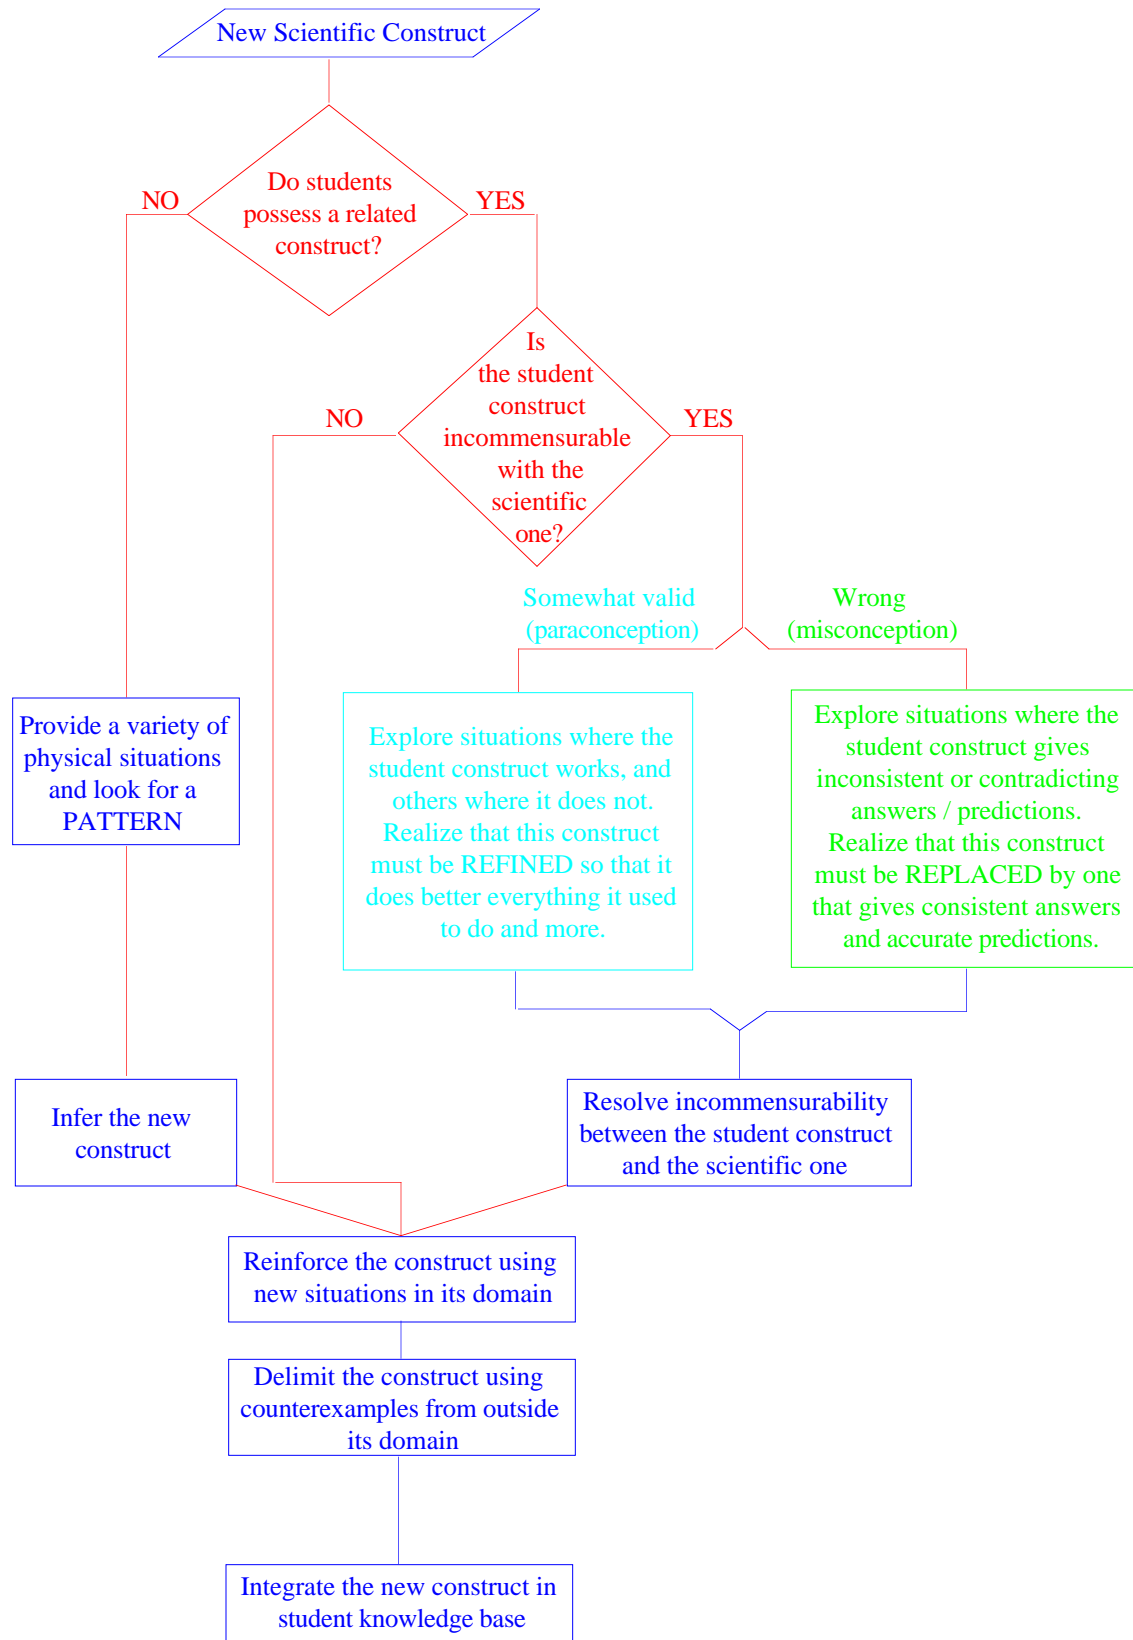 New Scientific Construct
Do students
possess a related
construct?
NO
YES
Is
the student
construct
incommensurable
with the
scientific
one?
NO
YES
Somewhat valid
(paraconception)
Wrong
(misconception)
Provide a variety of
physical situations
and look for a
PATTERN
Explore situations where the
student construct works, and
others where it does not.
Realize that this construct
must be REFINED so that it
does better everything it used
to do and more.
Explore situations where the
student construct gives
inconsistent or contradicting
answers / predictions.
Realize that this construct
must be REPLACED by one
that gives consistent answers
and accurate predictions.
Infer the new
construct
Resolve incommensurability
between the student construct
and the scientific one
Reinforce the construct using
new situations in its domain
Delimit the construct using
counterexamples from outside
its domain
Integrate the new construct in
student knowledge base